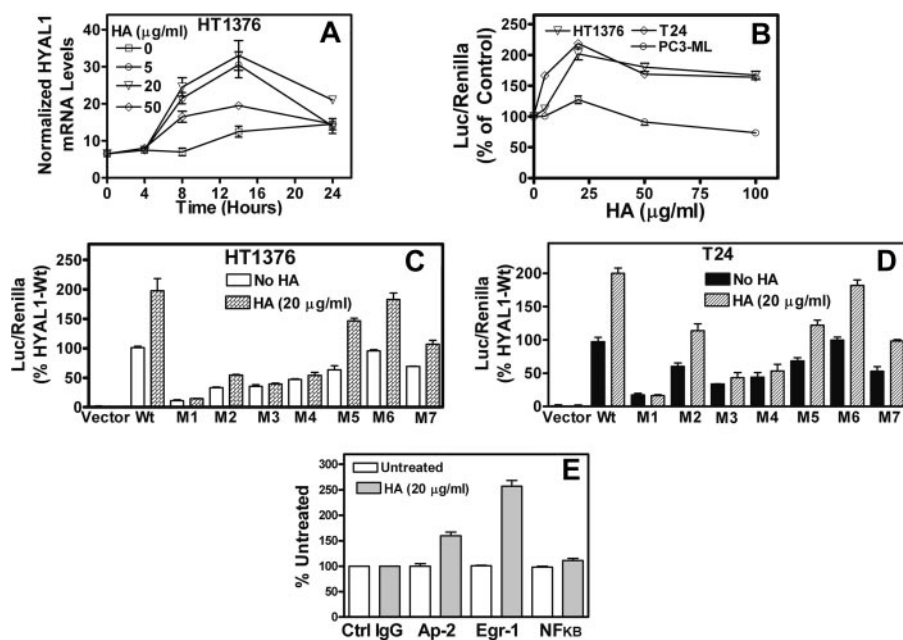 A
HT1376
HA (μg/ml)
0
5
20
50
Normalized HYAL1
mRNA Levels
40
30
20
10
0
0 4 8 12 16 20 24
Time (Hours)
B
HT1376
T24
PC3-ML
Luc/Renilla
(% of Control)
250
200
150
100
50
0
0 25 50 75 100
HA (μg/ml)
C
HT1376
No HA
HA (20 μg/ml)
Luc/Renilla
(% HYAL1-Wt)
200
150
100
50
0
Vector Wt M1 M2 M3 M4 M5 M6 M7
D
T24
No HA
HA (20 μg/ml)
Luc/Renilla
(% HYAL1-Wt)
200
150
100
50
0
Vector Wt M1 M2 M3 M4 M5 M6 M7
E
Untreated
HA (20 μg/ml)
% Untreated
300
250
200
150
100
50
0
Ctrl IgG Ap-2 Egr-1 NFKB